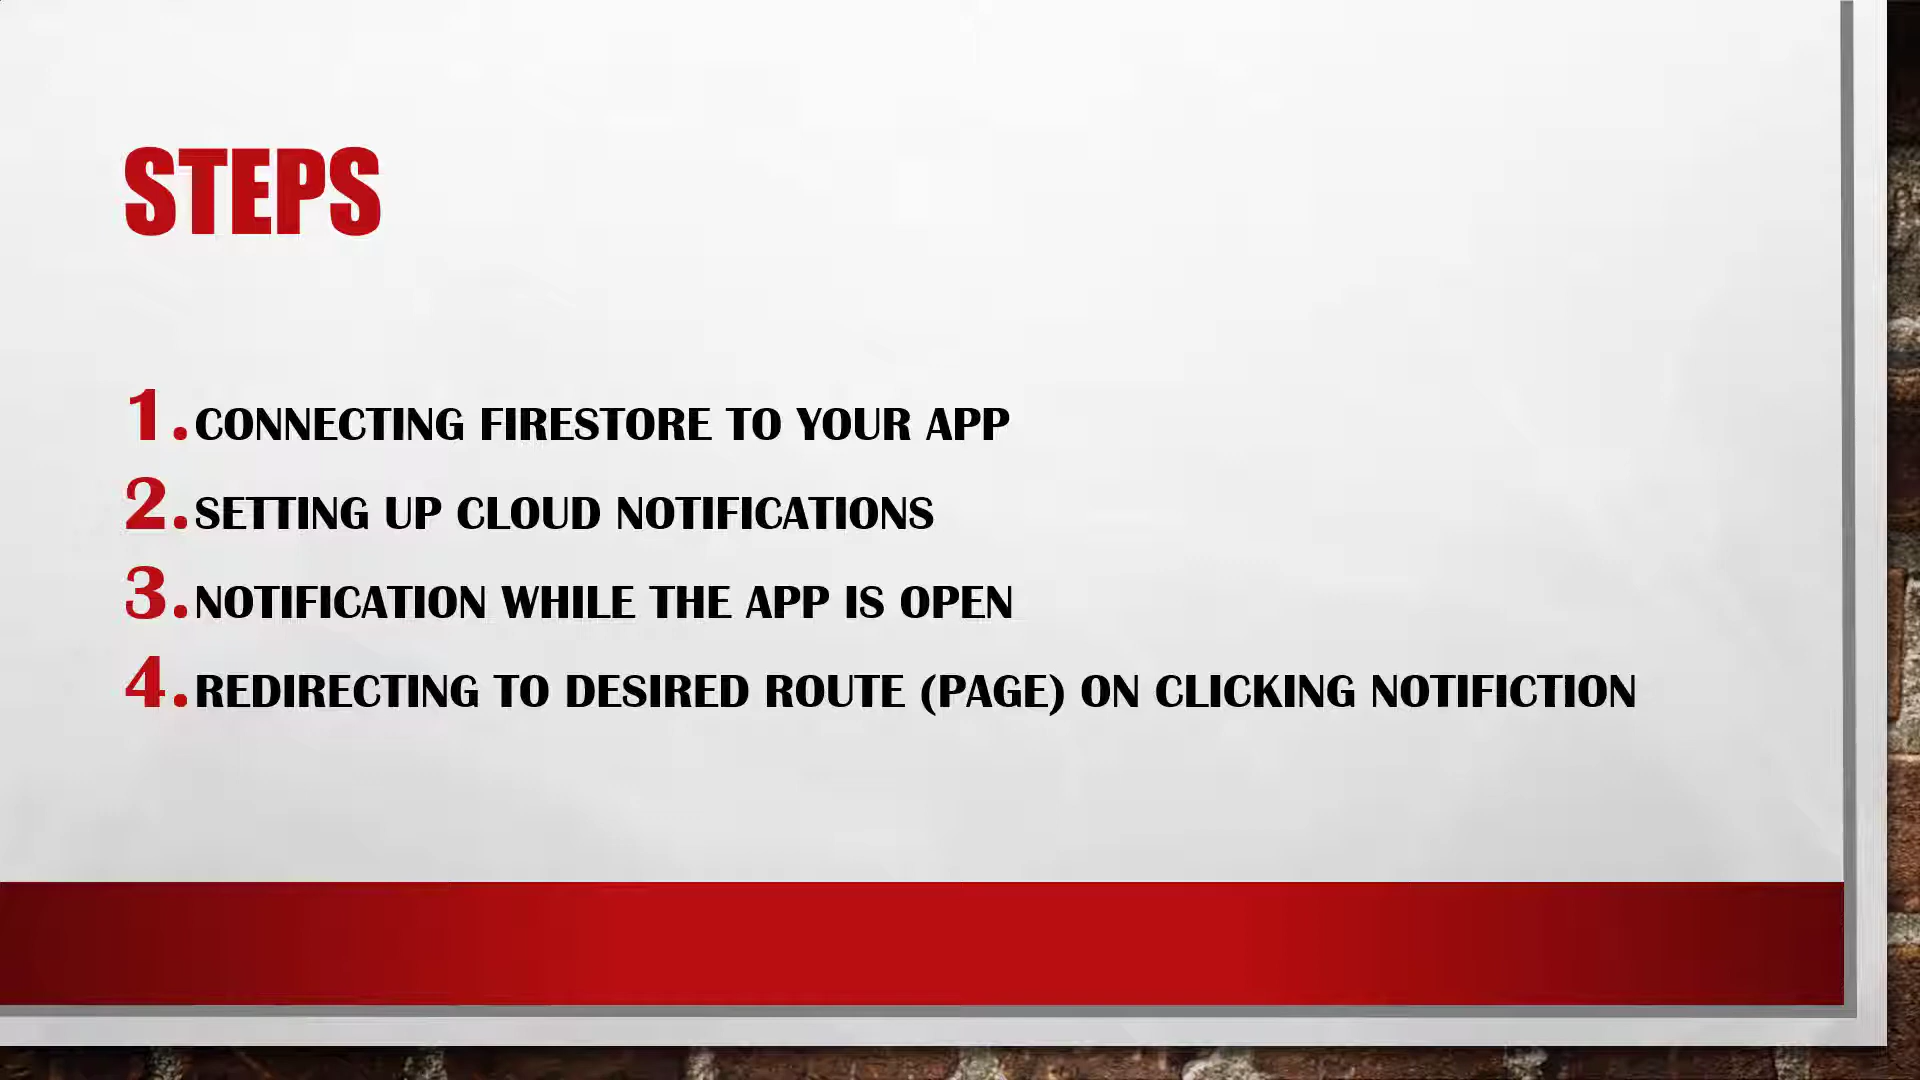 STEPS
1. CONNECTING FIRESTORE TO YOUR APP
2. SETTING UP CLOUD NOTIFICATIONS
3. NOTIFICATION WHILE THE APP IS OPEN
4. REDIRECTING TO DESIRED ROUTE (PAGE) ON CLICKING NOTIFICTION